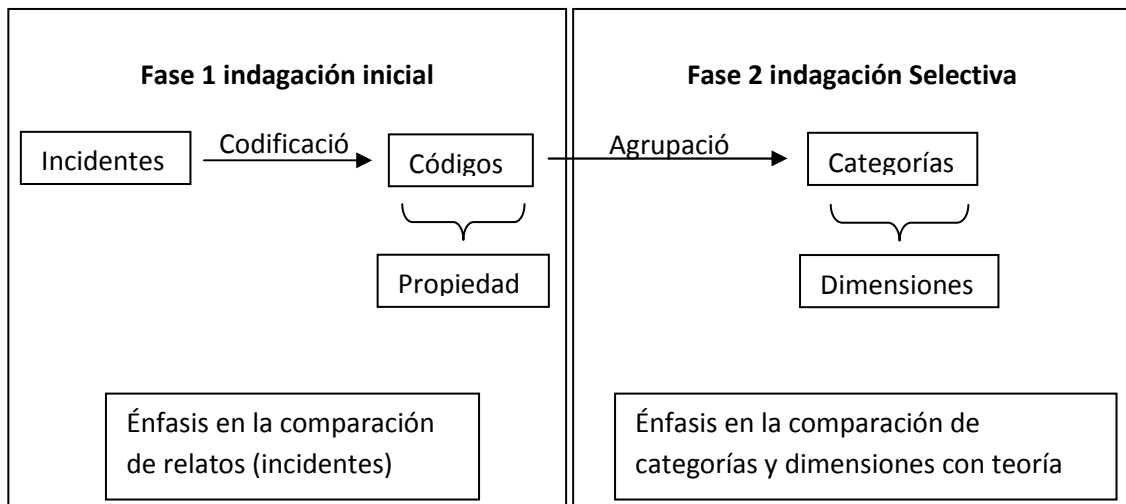 Fase 1 indagación inicial
Incidentes
Codificació
Códigos
Propiedad
Énfasis en la comparación
de relatos (incidentes)
Fase 2 indagación Selectiva
Agrupació
Categorías
Dimensiones
Énfasis en la comparación de
categorías y dimensiones con teoría